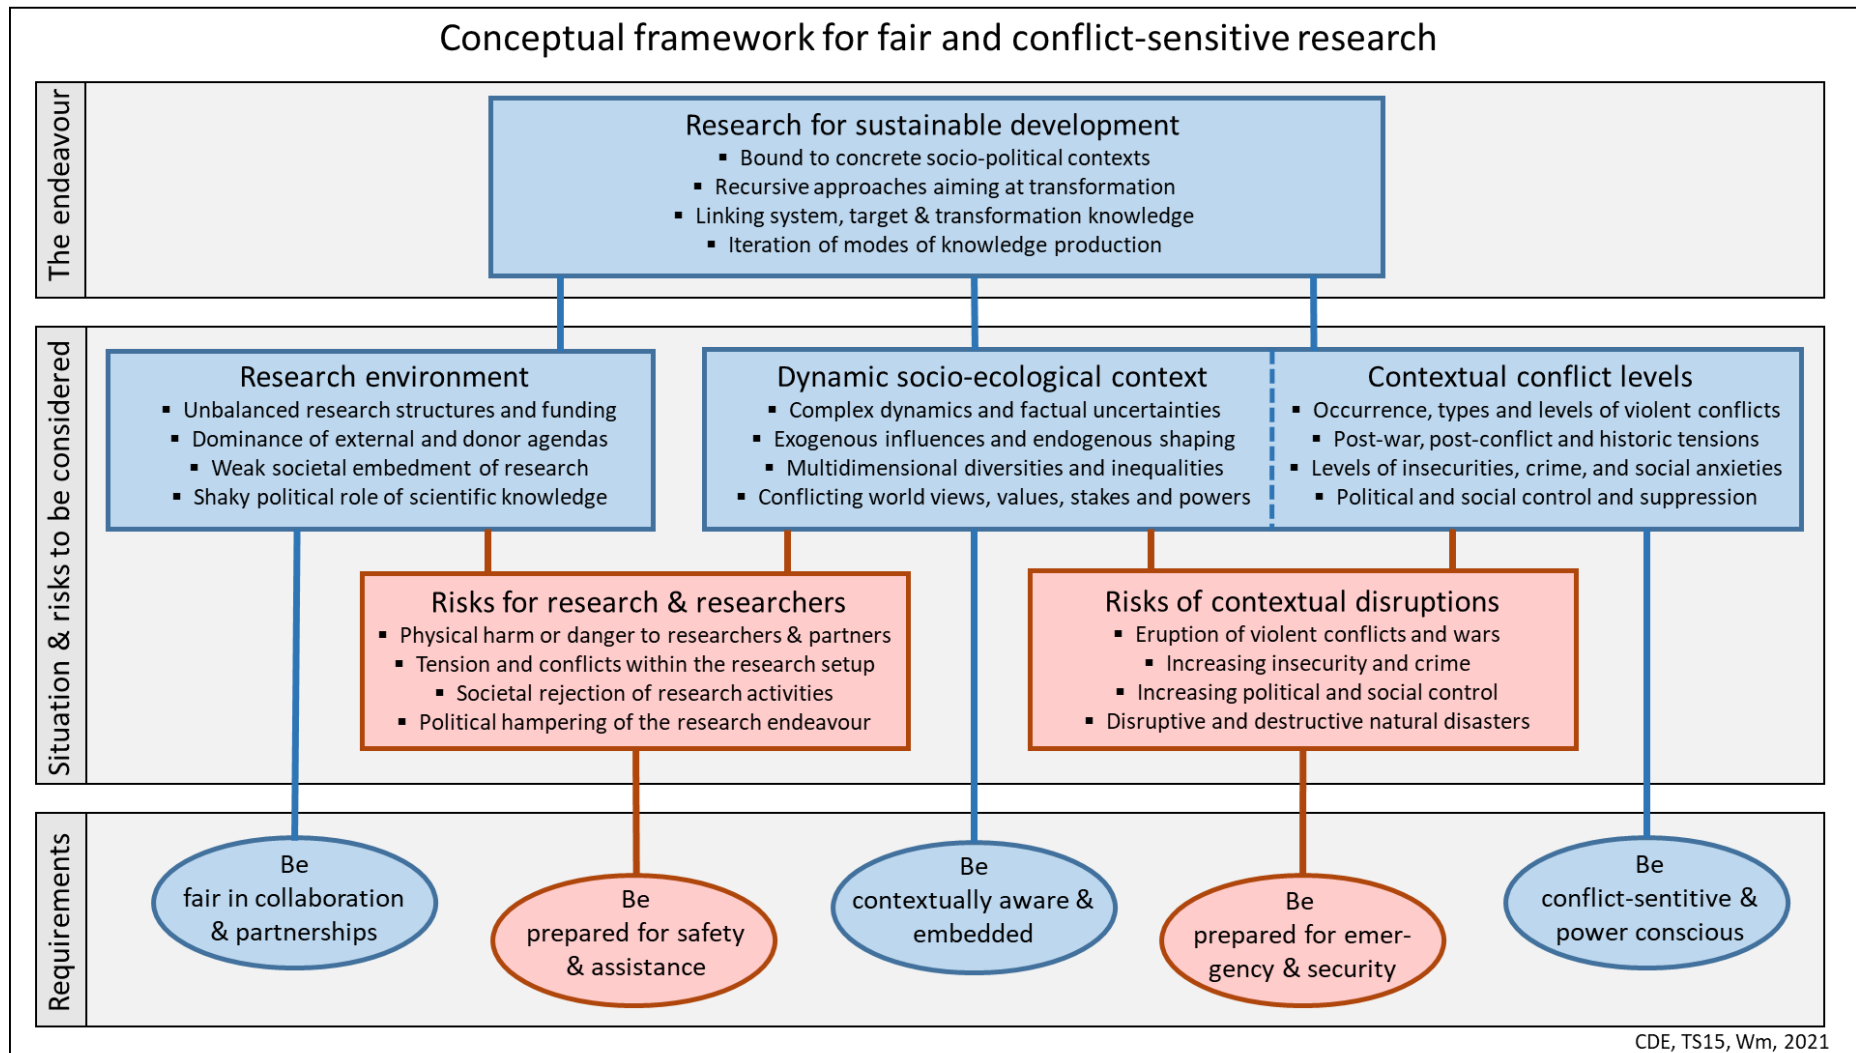 Conceptual framework for fair and conflict-sensitive research
The endeavour
Research for sustainable development
▪ Bound to concrete socio-political contexts
▪ Recursive approaches aiming at transformation
▪ Linking system, target & transformation knowledge
▪ Iteration of modes of knowledge production
Situation & risks to be considered
Research environment
▪ Unbalanced research structures and funding
▪ Dominance of external and donor agendas
▪ Weak societal embedment of research
▪ Shaky political role of scientific knowledge
Dynamic socio-ecological context
▪ Complex dynamics and factual uncertainties
▪ Exogenous influences and endogenous shaping
▪ Multidimensional diversities and inequalities
▪ Conflicting world views, values, stakes and powers
Contextual conflict levels
▪ Occurrence, types and levels of violent conflicts
▪ Post-war, post-conflict and historic tensions
▪ Levels of insecurities, crime, and social anxieties
▪ Political and social control and suppression
Risks for research & researchers
▪ Physical harm or danger to researchers & partners
▪ Tension and conflicts within the research setup
▪ Societal rejection of research activities
▪ Political hampering of the research endeavour
Risks of contextual disruptions
▪ Eruption of violent conflicts and wars
▪ Increasing insecurity and crime
▪ Increasing political and social control
▪ Disruptive and destructive natural disasters
Requirements
Be
fair in collaboration
& partnerships
Be
prepared for safety
& assistance
Be
contextually aware &
embedded
Be
prepared for emer-
gency & security
Be
conflict-sentitive &
power conscious
CDE, TS15, Wm, 2021